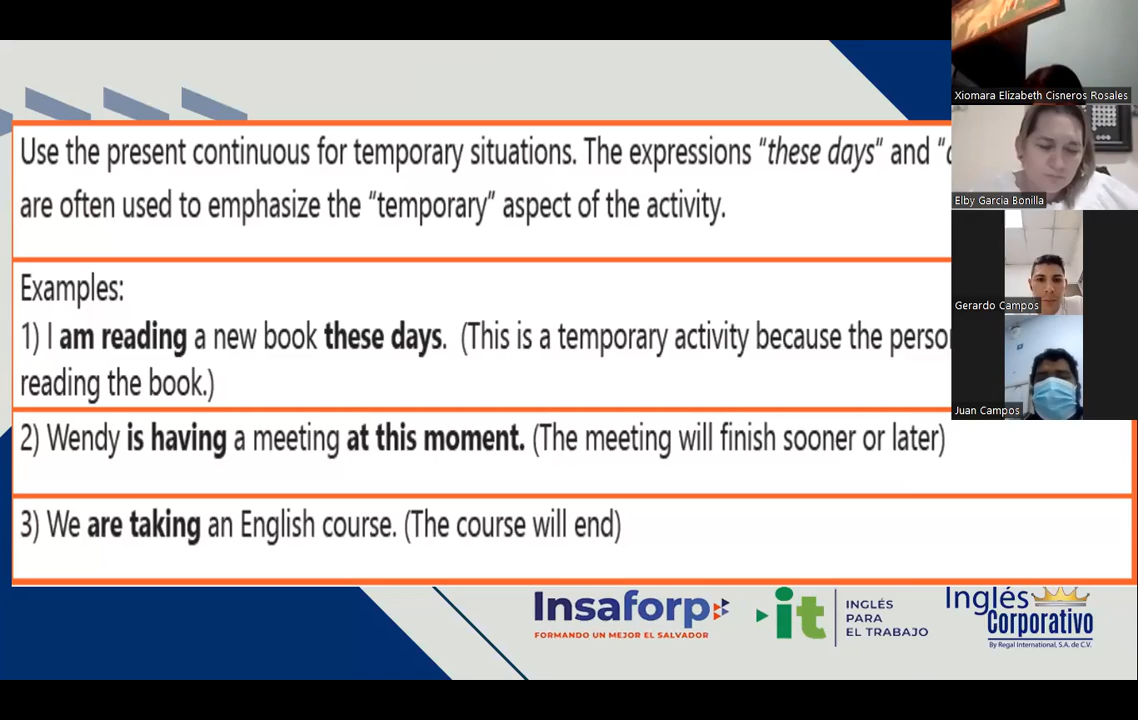 Use the present continuous for temporary situations. The expressions “these days” and “
are often used to emphasize the “temporary” aspect of the activity.
Examples:
1) I am reading a new book these days. (This is a temporary activity because the
reading the book.)
2) Wendy is having a meeting at this moment. (The meeting will finish sooner or later)
3) We are taking an English course. (The course will end)
Insaforp
FORMANDO UN MEJOR EL SALVADOR
it
INGLÉS
PARA
EL TRABAJO
Inglés
Corporativo
By Regal International, S.A. de C.V.
Xiomara Elizabeth Cisneros Rosales
Elby Garcia Bonilla
Gerardo Campos
Juan Campos